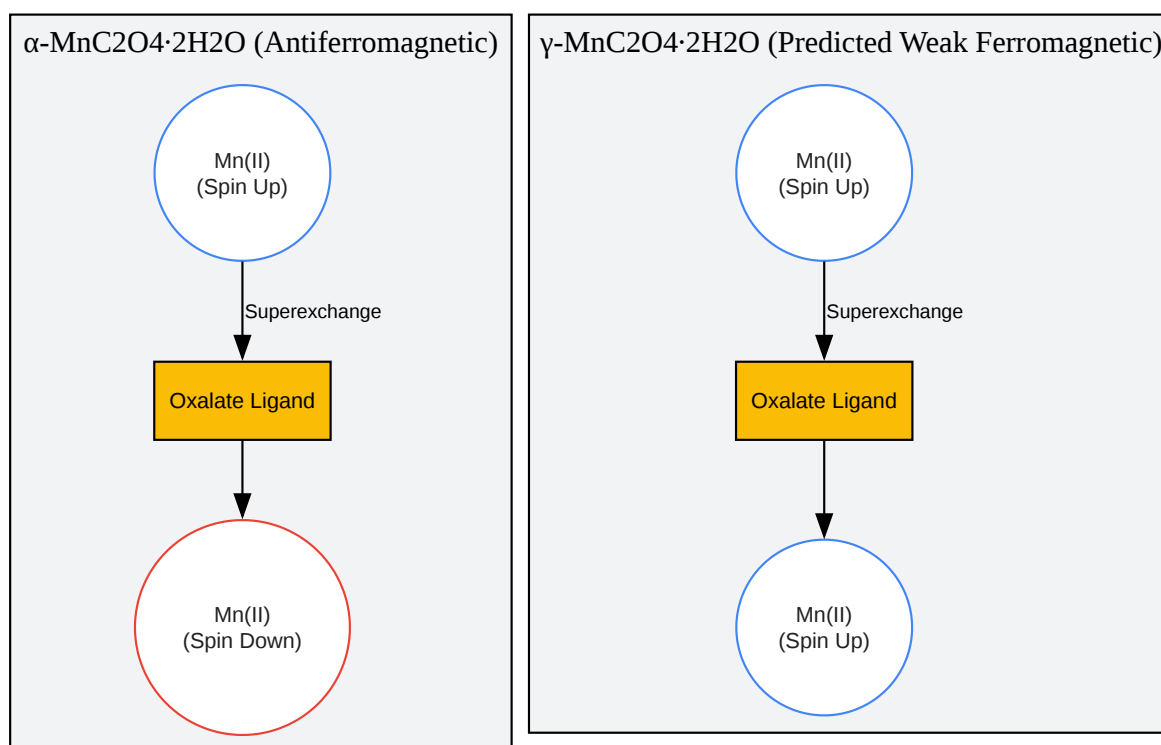 α-MnC2O4·2H2O (Antiferromagnetic)
Mn(II)
(Spin Up)
Superexchange
Oxalate Ligand
Mn(II)
(Spin Down)
γ-MnC2O4·2H2O (Predicted Weak Ferromagnetic)
Mn(II)
(Spin Up)
Superexchange
Oxalate Ligand
Mn(II)
(Spin Up)